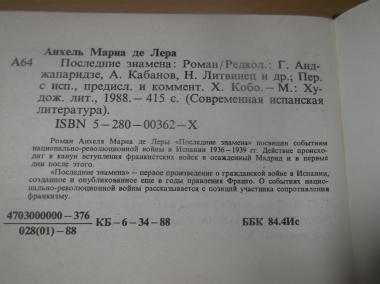 Анхель Мариа де Лера
А64 Последние знамена: Роман/Редкол.: Г. Анд-
жапаридзе, А. Кабанов, Н. Литвинец и др.; Пер.
с исп., предисл. и коммент. Х. Кобо.— М.: Ху-
дож. лит., 1988.— 415 с. (Современная испанская
литература).
ISBN 5-280-00362-X
Роман Анхеля Мариа де Леры «Последние знамена» посвящен событиям
национально-революционной войны в Испании 1936—1939 гг. Действие происхо-
дит в канун вступления франкистских войск в осажденный Мадрид и в первые
дни после этого.
«Последние знамена» — первое произведение о гражданской войне в Испании,
созданное и опубликованное еще в годы правления Франко. О событиях нацио-
нально-революционной войны рассказывается с позиций участника сопротивления
франкизму.
4703000000—376
028(01)—88
КБ—6—34—88
ББК 84.4Ис